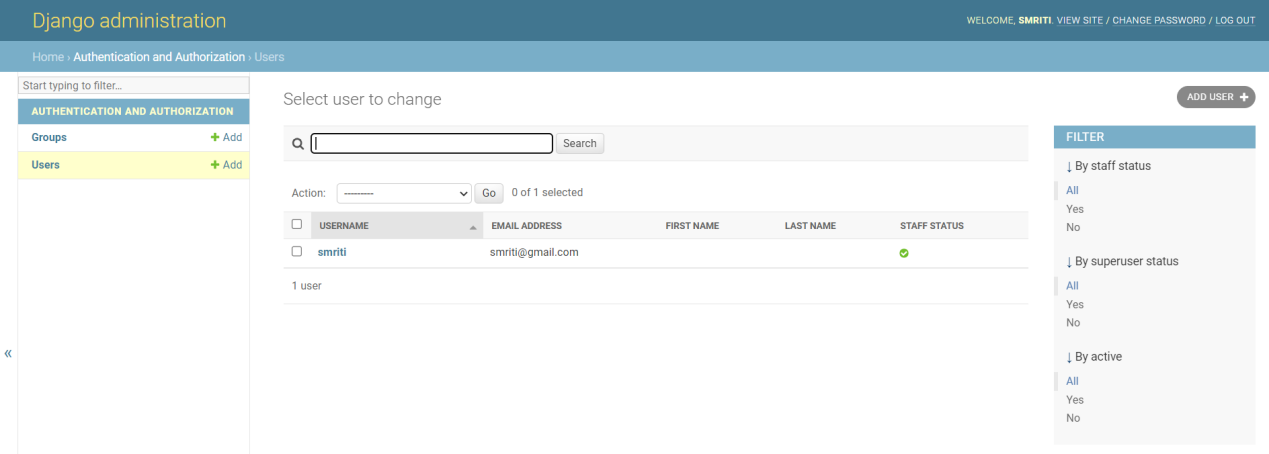 Django administration
WELCOME, SMRITI. VIEW SITE / CHANGE PASSWORD / LOG OUT
Home › Authentication and Authorization › Users
Start typing to filter...
AUTHENTICATION AND AUTHORIZATION
Groups + Add
Users + Add
«
Select user to change
ADD USER +
Search
Action: --------- Go 0 of 1 selected
USERNAME EMAIL ADDRESS FIRST NAME LAST NAME STAFF STATUS
smriti smriti@gmail.com
1 user
FILTER
↓ By staff status
All
Yes
No
↓ By superuser status
All
Yes
No
↓ By active
All
Yes
No